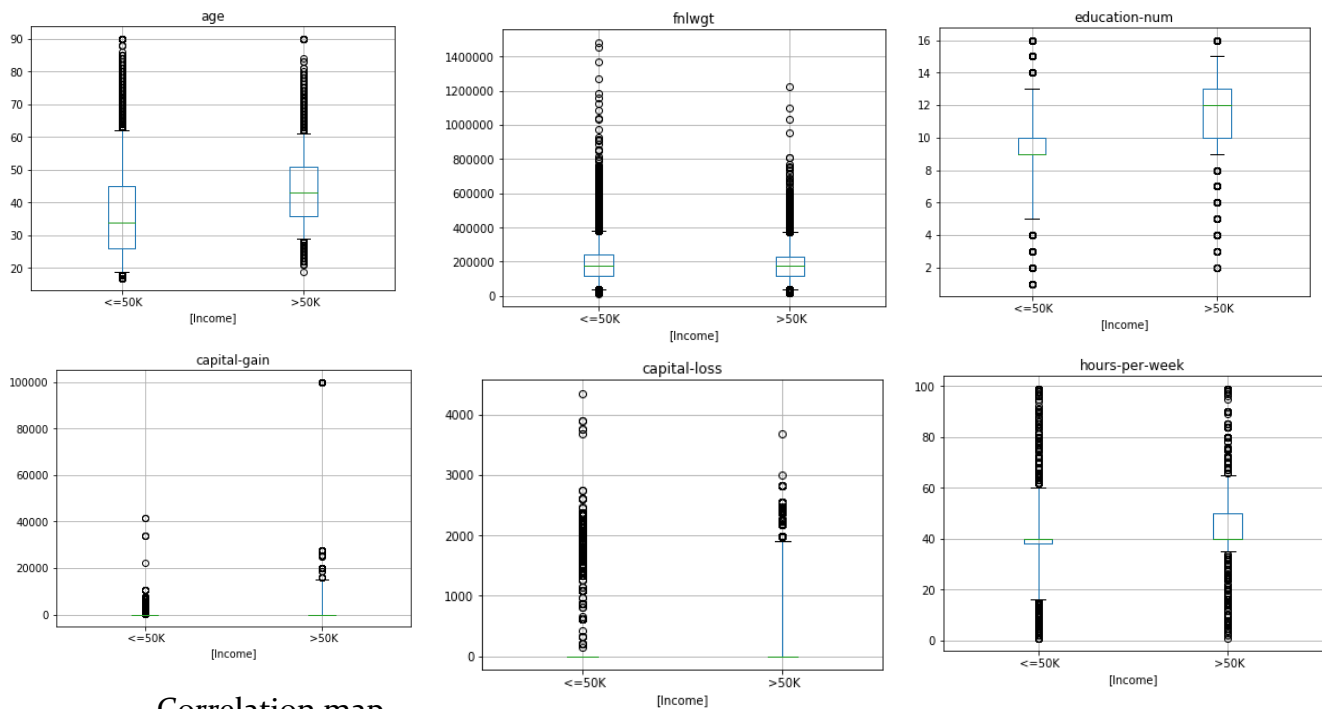 age
90
80
70
60
50
40
30
20
<=50K
>50K
[Income]
fnlwgt
1400000
1200000
1000000
800000
600000
400000
200000
0
<=50K
>50K
[Income]
education-num
16
14
12
10
8
6
4
2
<=50K
>50K
[Income]
capital-gain
100000
80000
60000
40000
20000
0
<=50K
>50K
[Income]
capital-loss
4000
3000
2000
1000
0
<=50K
>50K
[Income]
hours-per-week
100
80
60
40
20
0
<=50K
>50K
[Income]
Correlation map